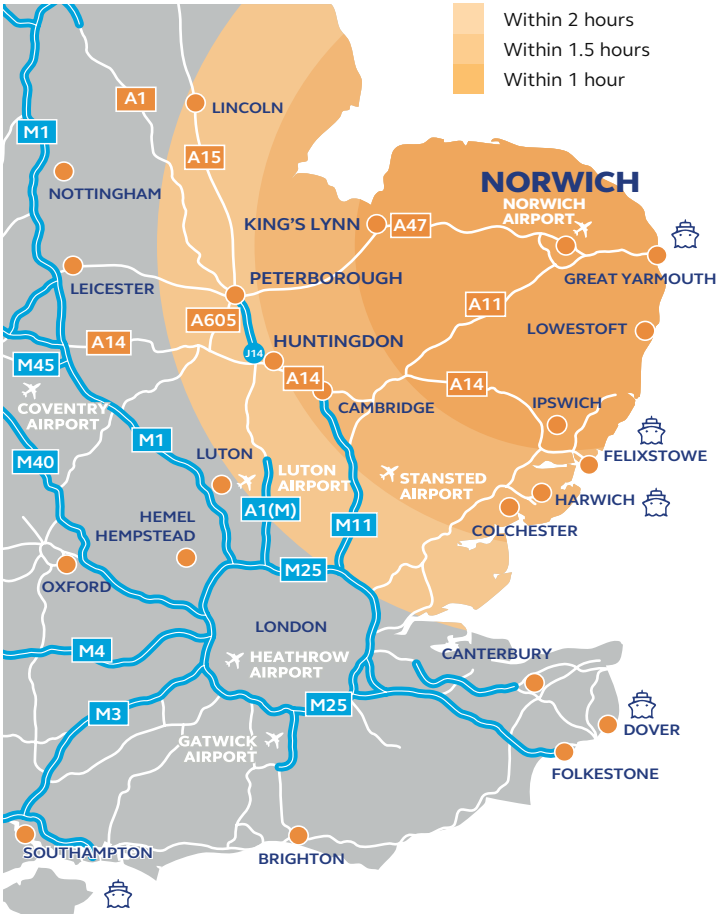 Within 2 hours
Within 1.5 hours
Within 1 hour
A1
LINCOLN
M1
A15
NOTTINGHAM
NORWICH
NORWICH
AIRPORT
KING'S LYNN
A47
LEICESTER
PETERBOROUGH
GREAT YARMOUTH
A11
A605
LOWESTOFT
A14
HUNTINGDON
J14
M45
A14
A14
COVENTRY
AIRPORT
CAMBRIDGE
IPSWICH
M1
M40
LUTON
LUTON
AIRPORT
STANSTED
AIRPORT
FELIXSTOWE
HARWICH
A1(M)
M11
COLCHESTER
HEMEL
HEMPSTEAD
M25
OXFORD
LONDON
M4
HEATHROW
AIRPORT
CANTERBURY
M3
M25
DOVER
GATWICK
AIRPORT
FOLKESTONE
SOUTHAMPTON
BRIGHTON